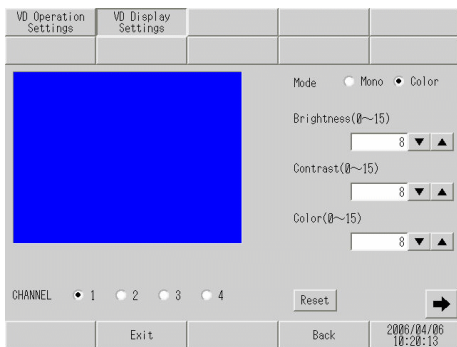 VD Operation
Settings
VD Display
Settings
Mode Mono Color
Brightness(0~15)
8
Contrast(0~15)
8
Color(0~15)
8
CHANNEL 1 2 3 4
Reset
Exit
Back
2006/04/06
10:20:13